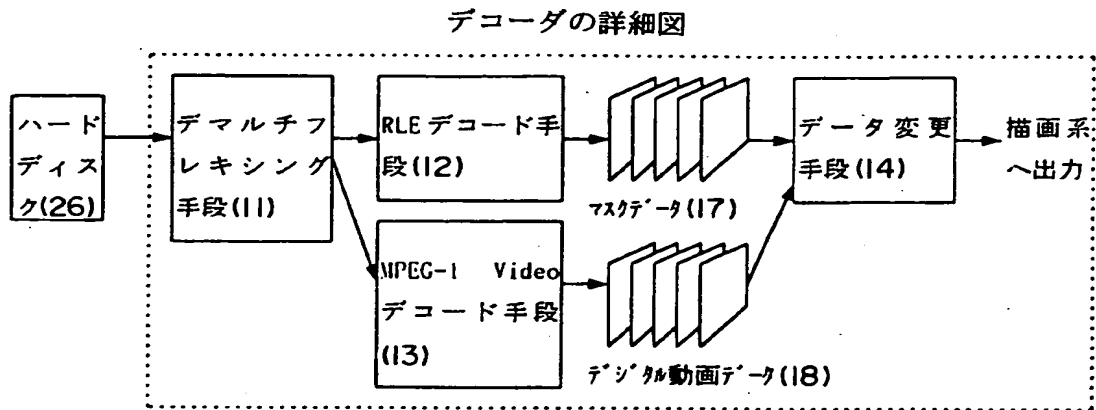 デコーダの詳細図
ハード
ディス
ク(26)
デマルチフ
レキシング
手段(11)
RLEデコード手
段(12)
MPEG-1 Video
デコード手段
(13)
マスクデータ(17)
デジタル動画データ(18)
データ変更
手段(14)
描画系
へ出力